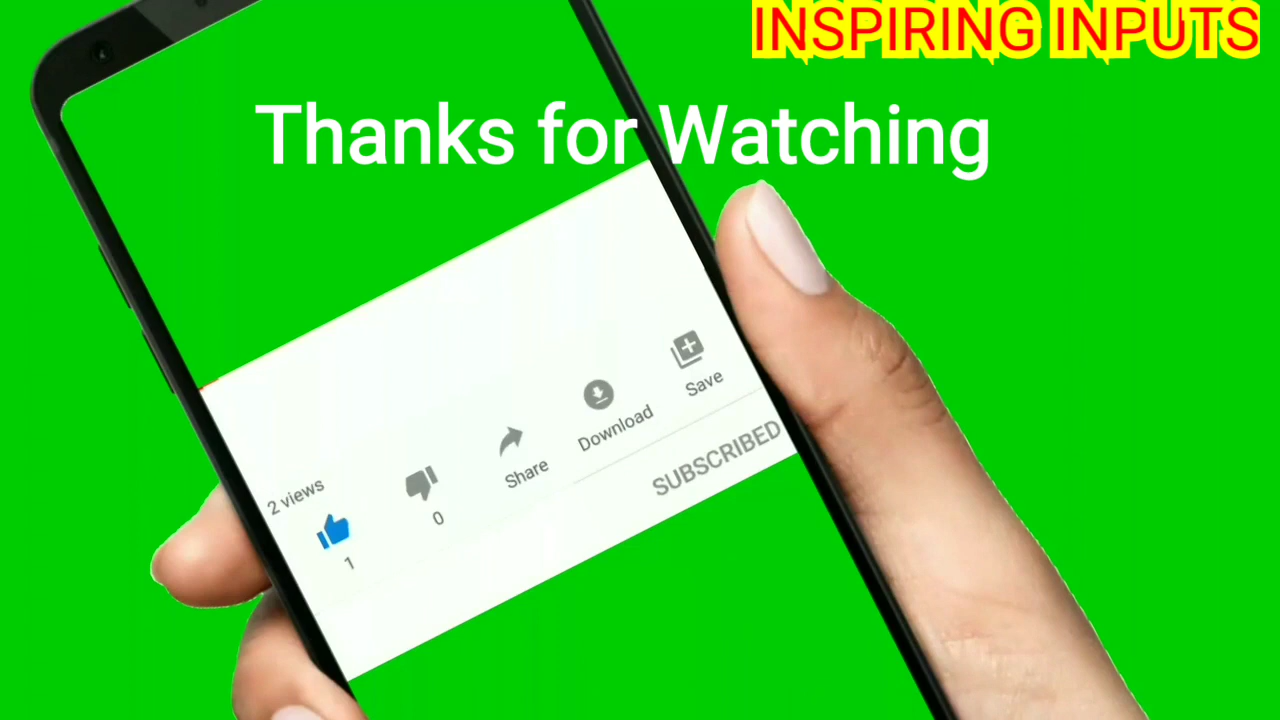 INSPIRING INPUTS
Thanks for Watching
2 views
1
0
Share
Download
Save
SUBSCRIBED